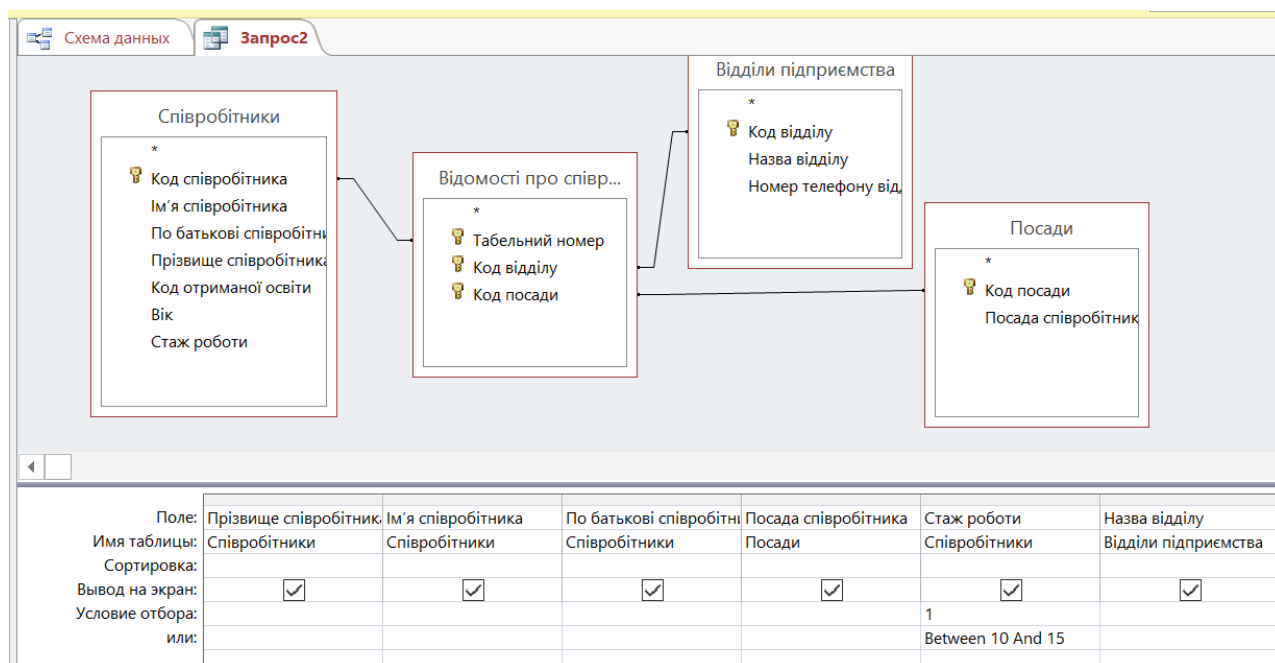 Схема данных
Запрос2
Співробітники
*
Код співробітника
Ім’я співробітника
По батькові співробітни
Прізвище співробітника
Код отриманої освіти
Вік
Стаж роботи
Відомості про співр...
*
Табельний номер
Код відділу
Код посади
Відділи підприємства
*
Код відділу
Назва відділу
Номер телефону від
Посади
*
Код посади
Посада співробітник
Поле: Прізвище співробітника Ім’я співробітника По батькові співробітни Посада співробітника Стаж роботи Назва відділу
Имя таблицы: Співробітники Співробітники Співробітники Посади Співробітники Відділи підприємства
Сортировка:
Вывод на экран:
Условие отбора: 1
или: Between 10 And 15